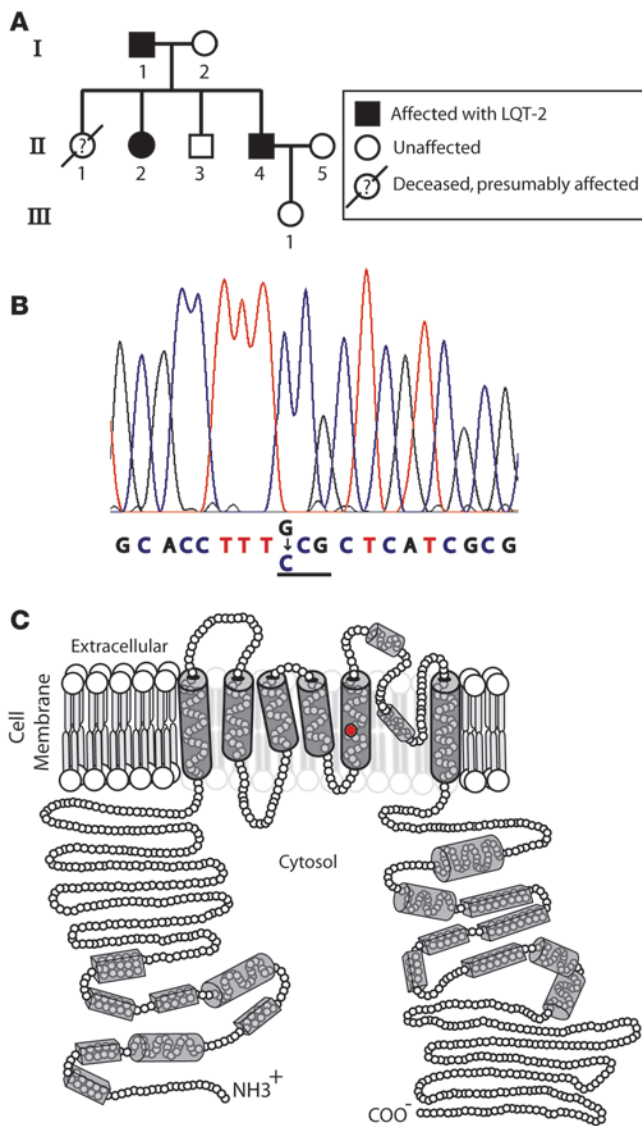 A
I
1 2
II
? 1 2 3 4 5
III
1
Affected with LQT-2
Unaffected
? Deceased, presumably affected
B
G
G C A C C T T T ↓ C G C T C A T C G C G
C
C
Extracellular
Cell
Membrane
Cytosol
NH3+
COO-